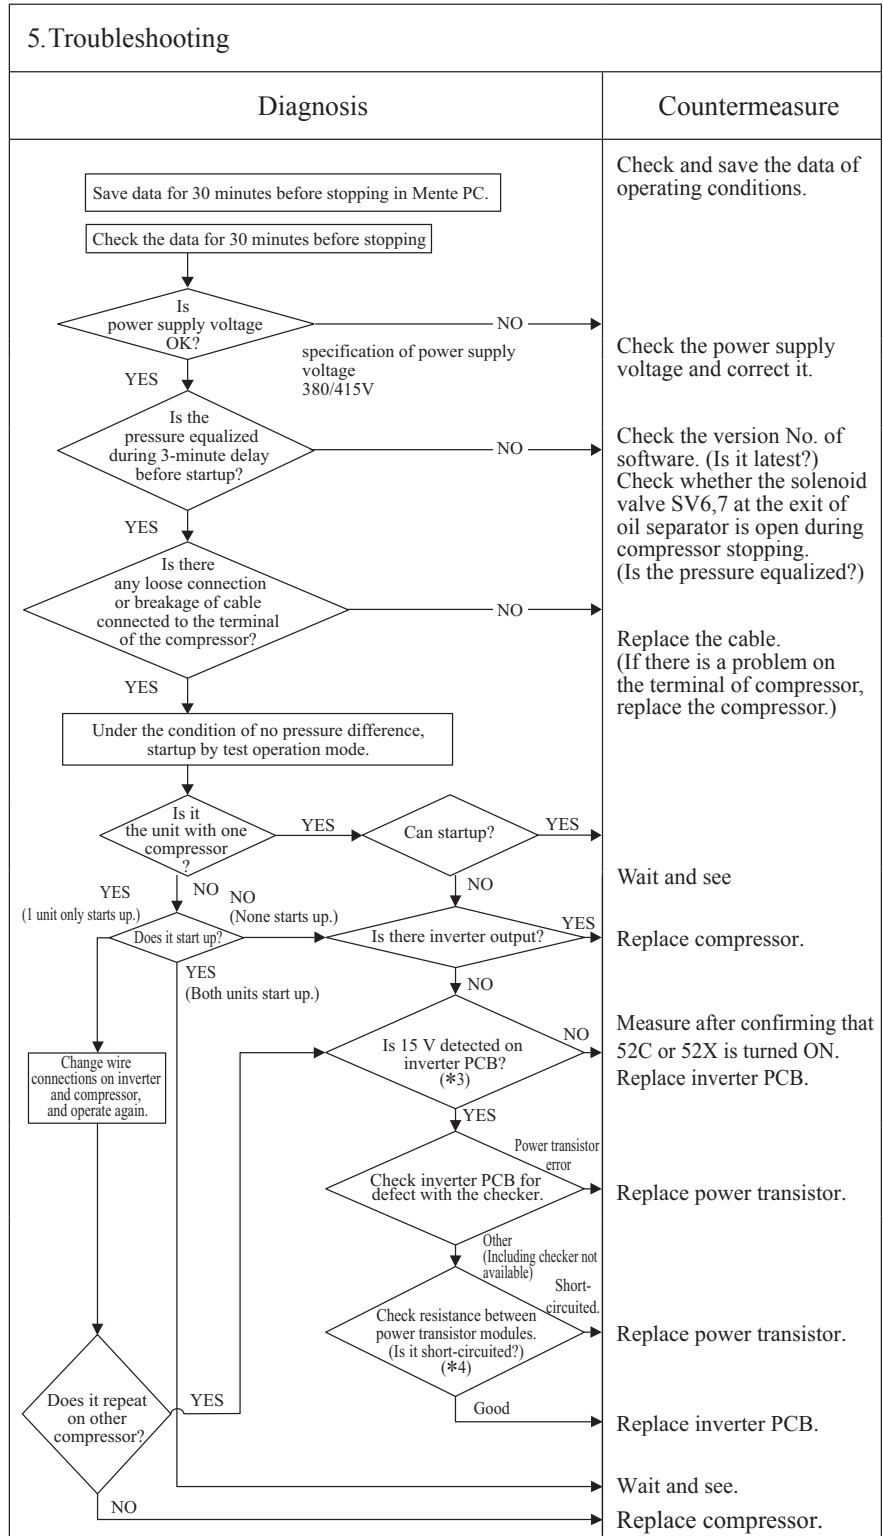 5.Troubleshooting
Diagnosis
Countermeasure
Save data for 30 minutes before stopping in Mente PC.
Check and save the data of
operating conditions.
Check the data for 30 minutes before stopping
Is
power supply voltage
OK?
NO
YES
specification of power supply
voltage
380/415V
Check the power supply
voltage and correct it.
Is the
pressure equalized
during 3-minute delay
before startup?
NO
YES
Check the version No. of
software. (Is it latest?)
Check whether the solenoid
valve SV6,7 at the exit of
oil separator is open during
compressor stopping.
(Is the pressure equalized?)
Is there
any loose connection
or breakage of cable
connected to the terminal
of the compressor?
NO
YES
Replace the cable.
(If there is a problem on
the terminal of compressor,
replace the compressor.)
Under the condition of no pressure difference,
startup by test operation mode.
Is it
the unit with one
compressor
?
YES
Can startup?
YES
Wait and see
NO
NO
YES
(1 unit only starts up.)
NO
(None starts up.)
Does it start up?
YES
(Both units start up.)
Is there inverter output?
YES
Replace compressor.
NO
Change wire
connections on inverter
and compressor,
and operate again.
Is 15 V detected on
inverter PCB?
(*3)
NO
Measure after confirming that
52C or 52X is turned ON.
Replace inverter PCB.
YES
Check inverter PCB for
defect with the checker.
Power transistor
error
Replace power transistor.
Other
(Including checker not
available)
Check resistance between
power transistor modules.
(Is it short-circuited?)
(*4)
Short-
circuited.
Replace power transistor.
Good
Replace inverter PCB.
Does it repeat
on other
compressor?
YES
Wait and see.
NO
Replace compressor.